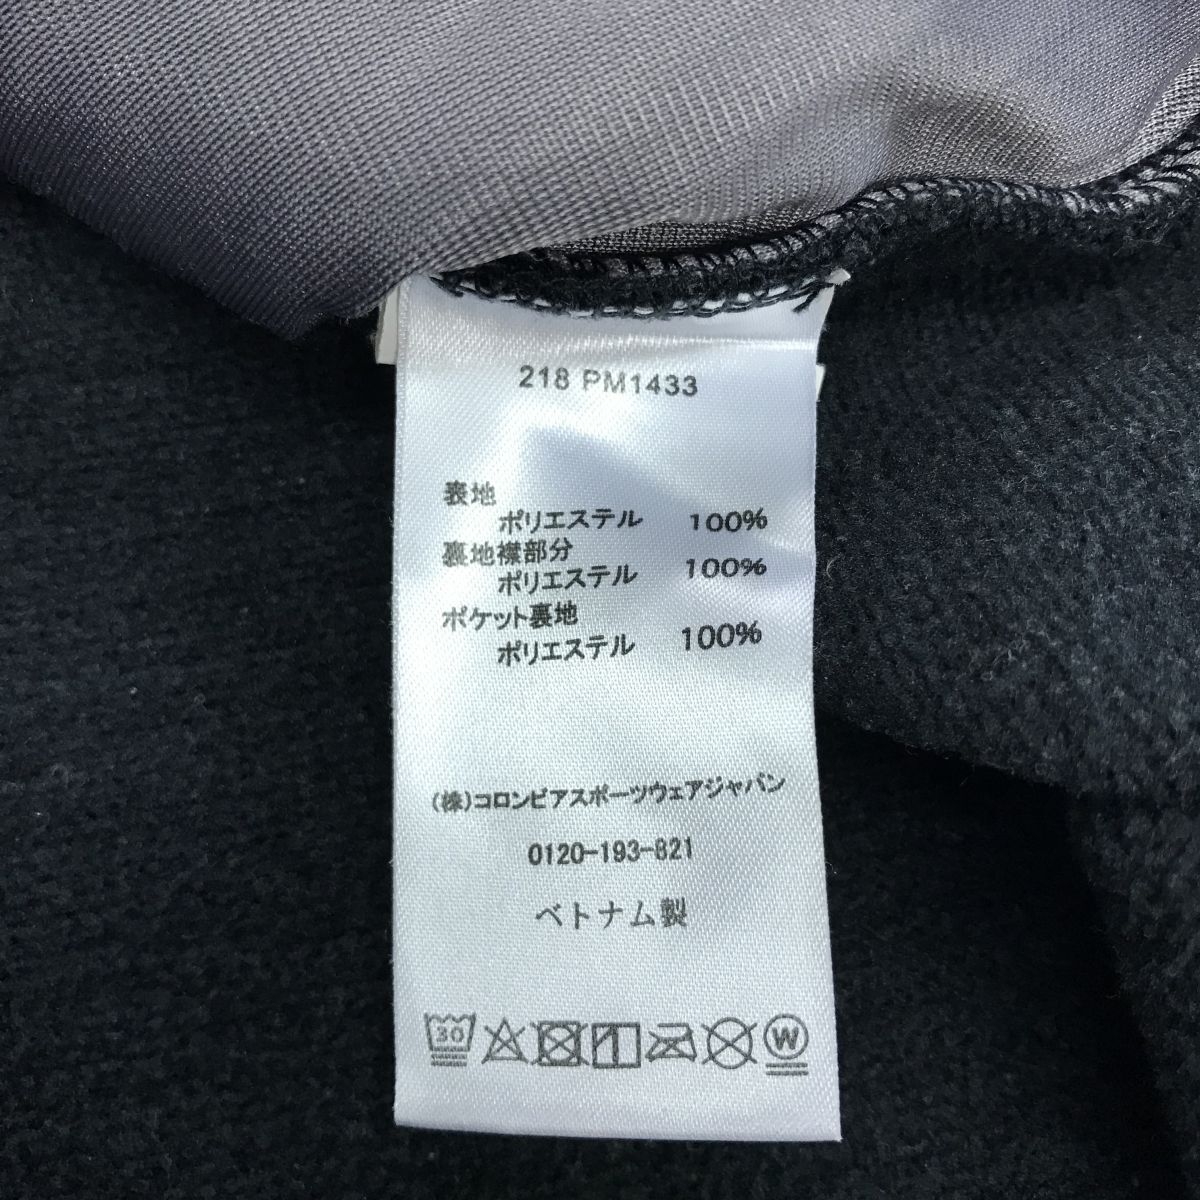 218 PM1433
表地
ポリエステル 100%
裏地襟部分
ポリエステル 100%
ポケット裏地
ポリエステル 100%
(株)コロンビアスポーツウェアジャパン
0120-193-821
ベトナム製
30 W